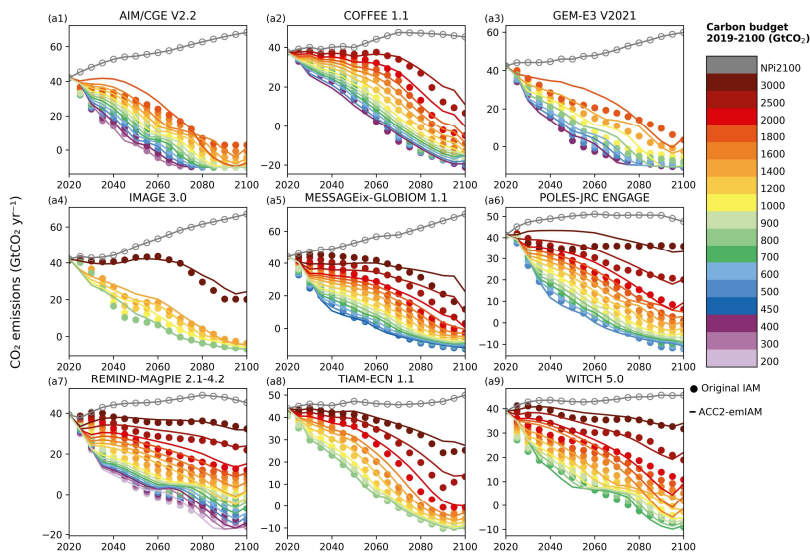 (a1) AIM/CGE V2.2
60
40
20
0
2020 2040 2060 2080 2100
(a2) COFFEE 1.1
40
20
0
−20
2020 2040 2060 2080 2100
(a3) GEM-E3 V2021
60
40
20
0
2020 2040 2060 2080 2100
(a4) IMAGE 3.0
60
40
20
0
2020 2040 2060 2080 2100
(a5) MESSAGEix-GLOBIOM 1.1
60
40
20
0
2020 2040 2060 2080 2100
(a6) POLES-JRC ENGAGE
50
40
30
20
10
0
−10
2020 2040 2060 2080 2100
(a7) REMIND-MAgPIE 2.1-4.2
40
20
0
−20
2020 2040 2060 2080 2100
(a8) TIAM-ECN 1.1
50
40
30
20
10
0
−10
2020 2040 2060 2080 2100
(a9) WITCH 5.0
40
30
20
10
0
−10
2020 2040 2060 2080 2100
CO₂ emissions (GtCO₂ yr⁻¹)
Carbon budget
2019-2100 (GtCO₂)
NPi2100
3000
2500
2000
1800
1600
1400
1200
1000
900
800
700
600
500
450
400
300
200
Original IAM
ACC2-emIAM